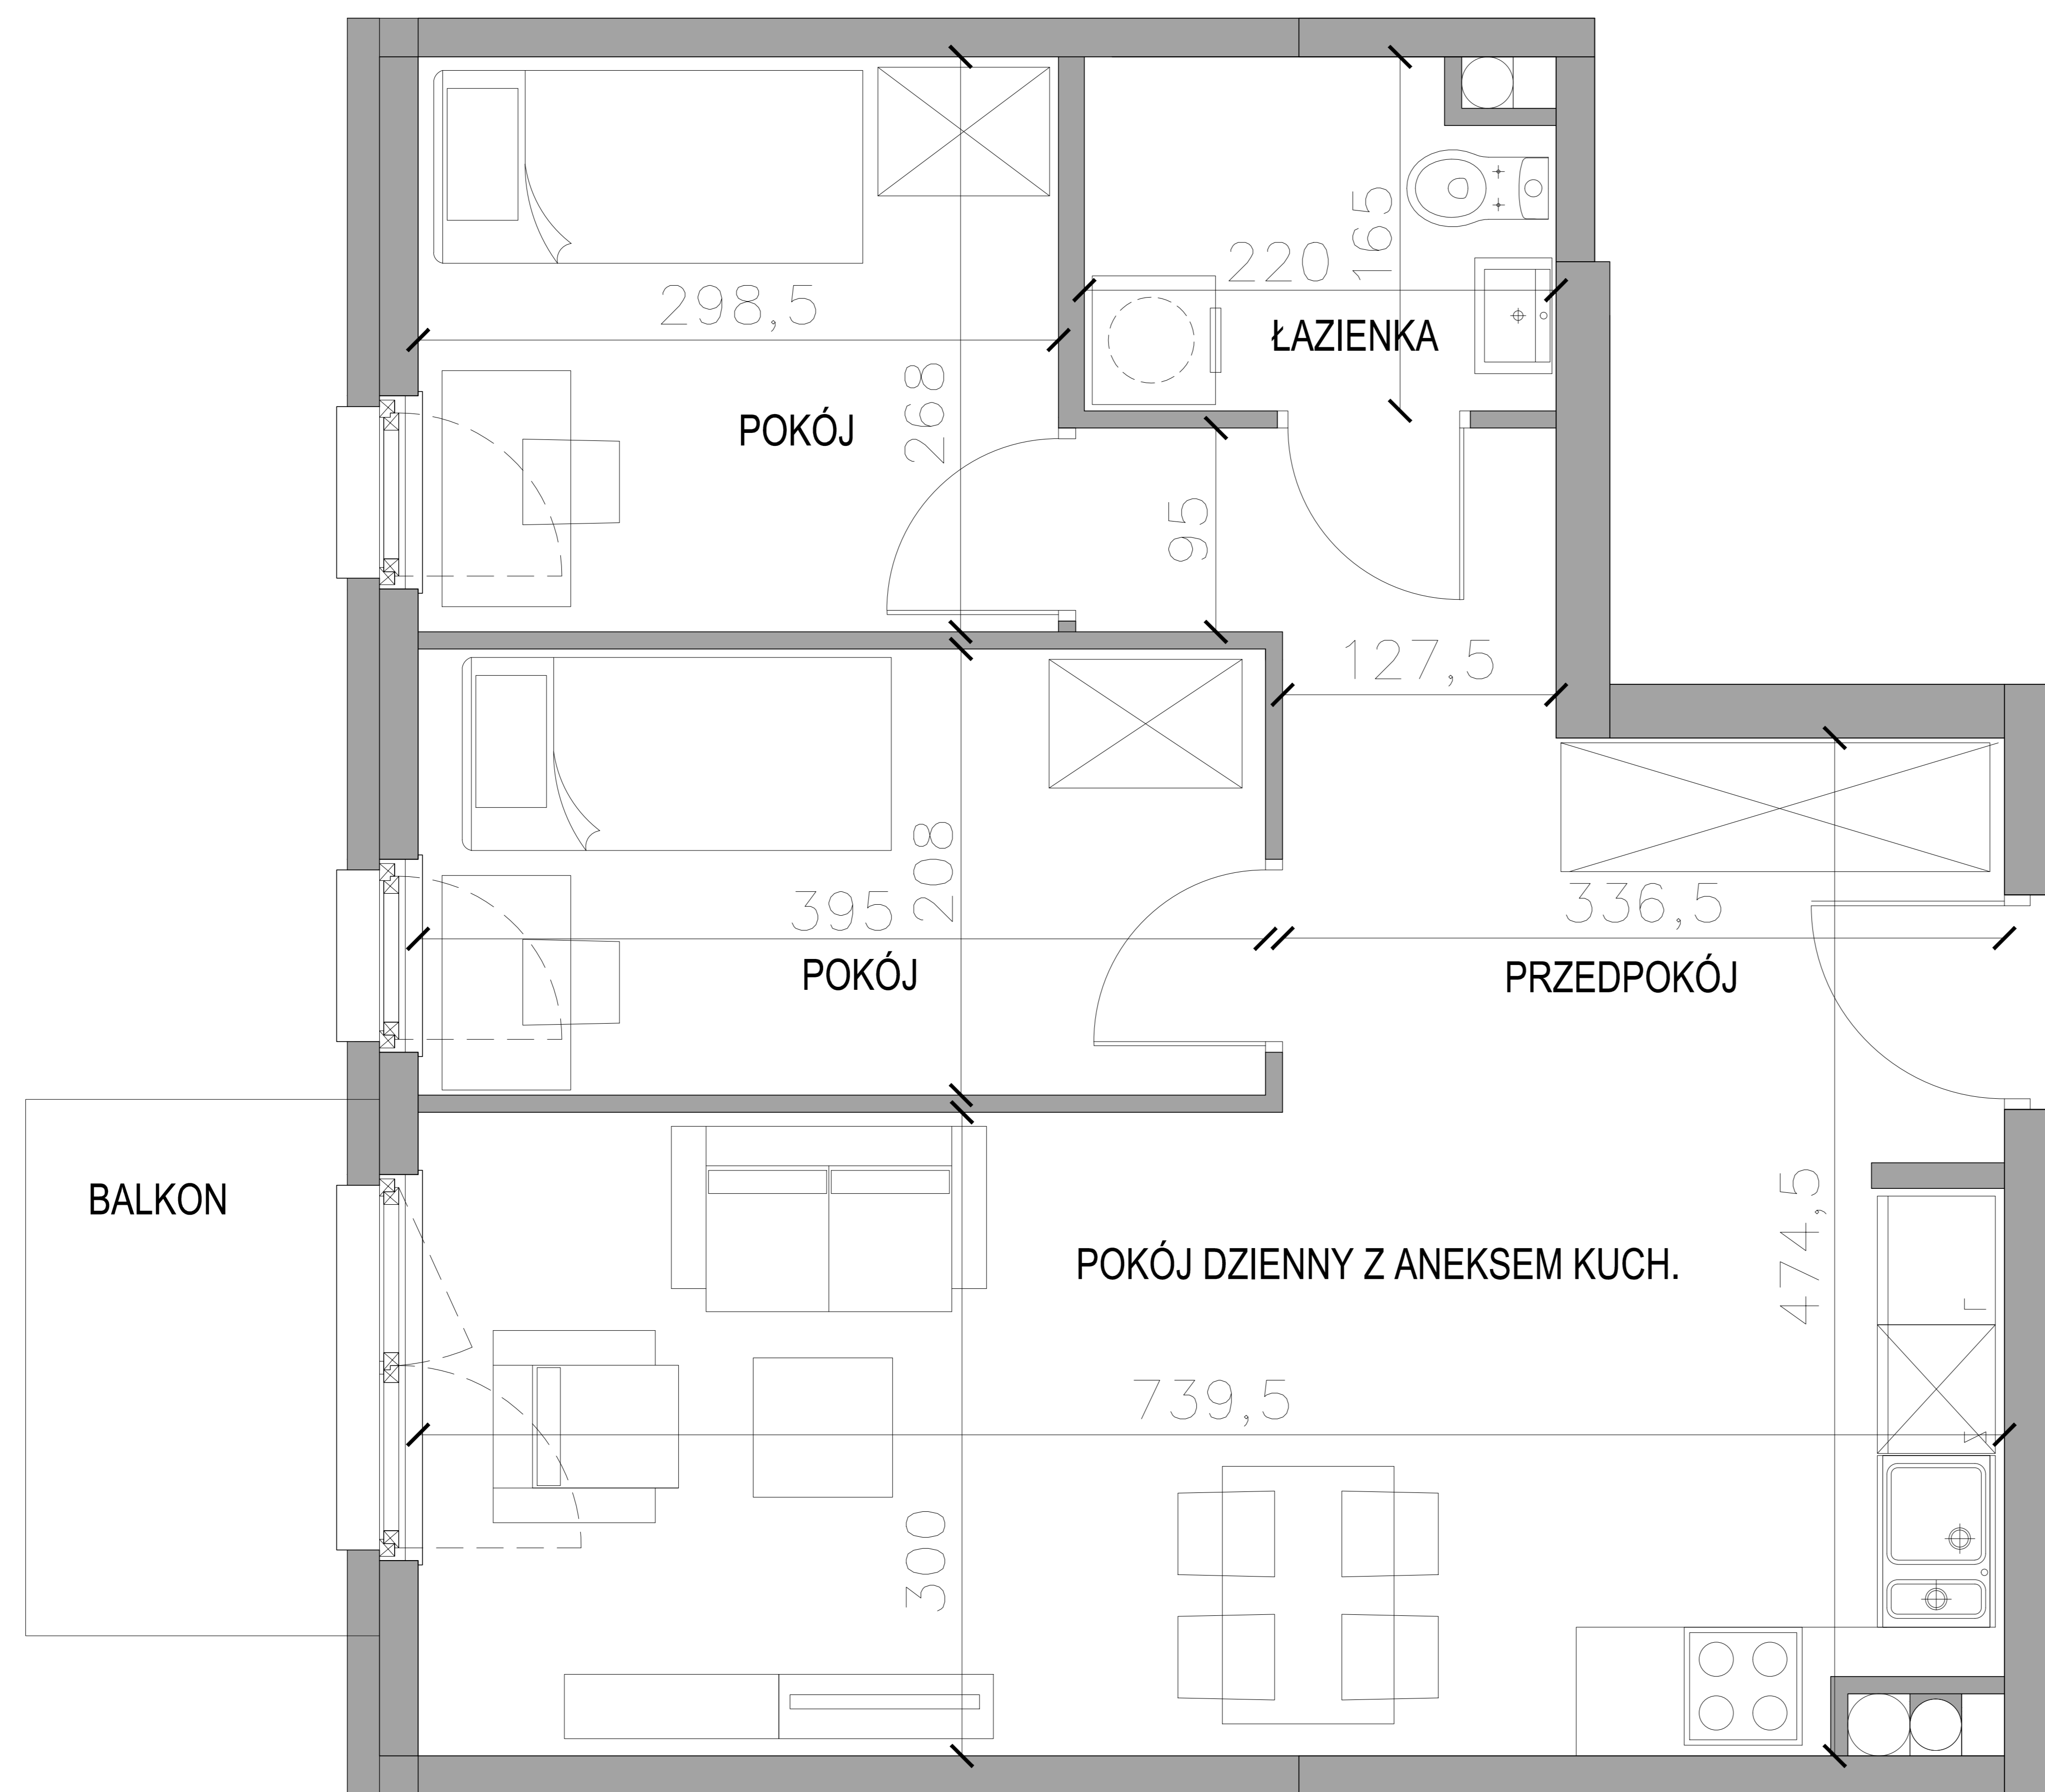 298,5
268
POKÓJ
220
165
ŁAZIENKA
95
127,5
395
208
POKÓJ
336,5
PRZEDPOKÓJ
BALKON
POKÓJ DZIENNY Z ANEKSEM KUCH.
474,5
739,5
300